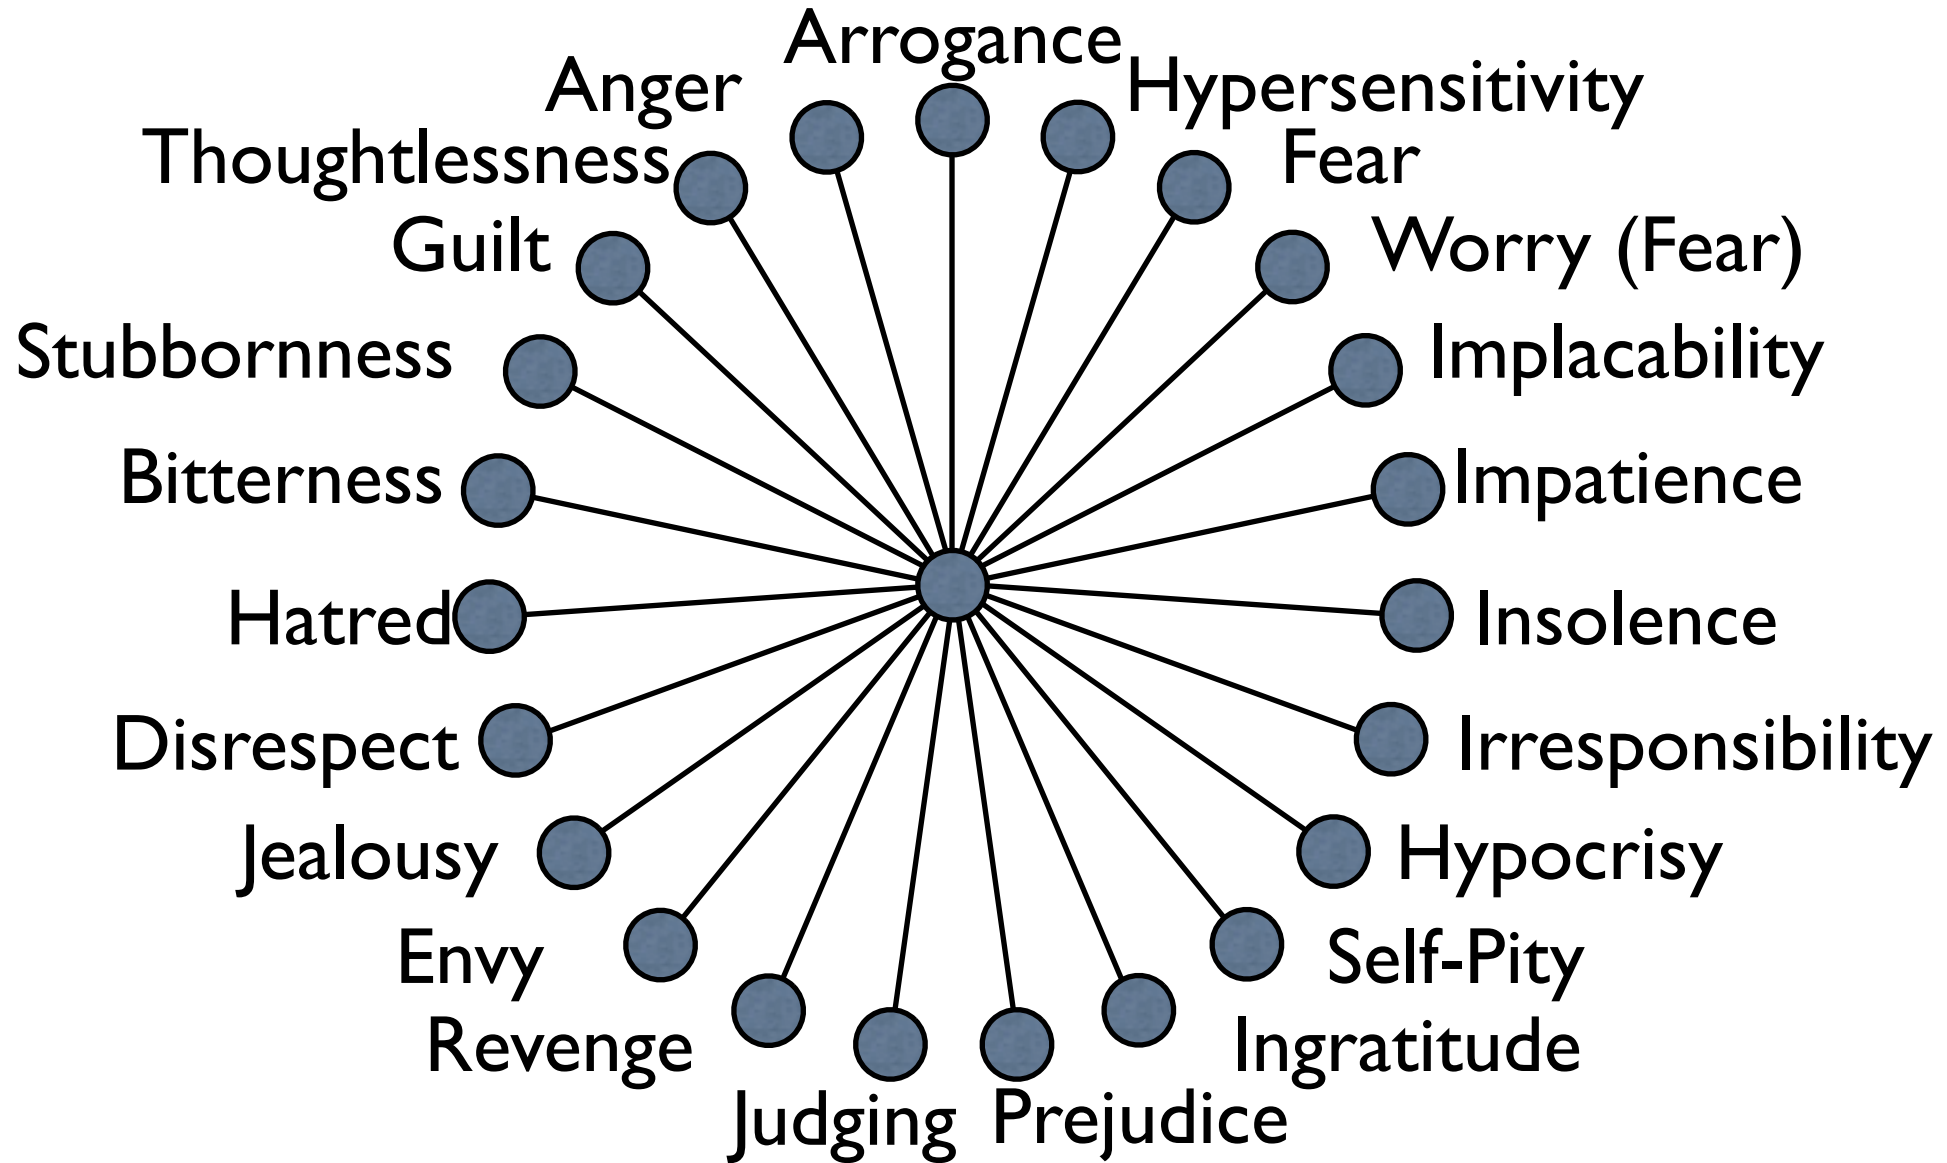 Arrogance
Hypersensitivity
Fear
Worry (Fear)
Implacability
Impatience
Insolence
Irresponsibility
Hypocrisy
Self-Pity
Ingratitude
Prejudice
Judging
Revenge
Envy
Jealousy
Disrespect
Hatred
Bitterness
Stubbornness
Guilt
Thoughtlessness
Anger